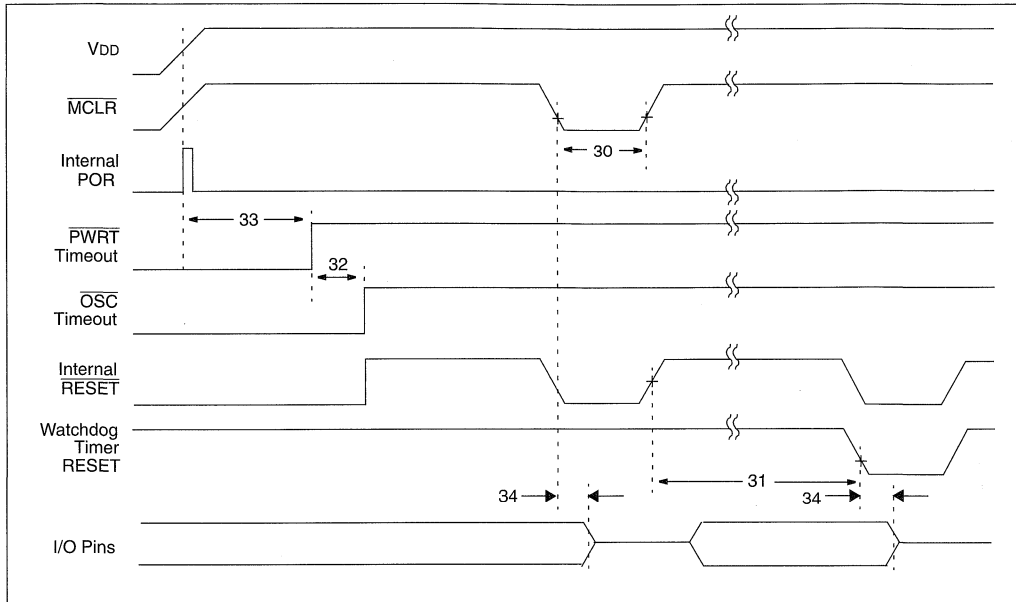 VDD
MCLR
30
Internal
POR
33
PWRT
Timeout
32
OSC
Timeout
Internal
RESET
Watchdog
Timer
RESET
34
31
34
I/O Pins